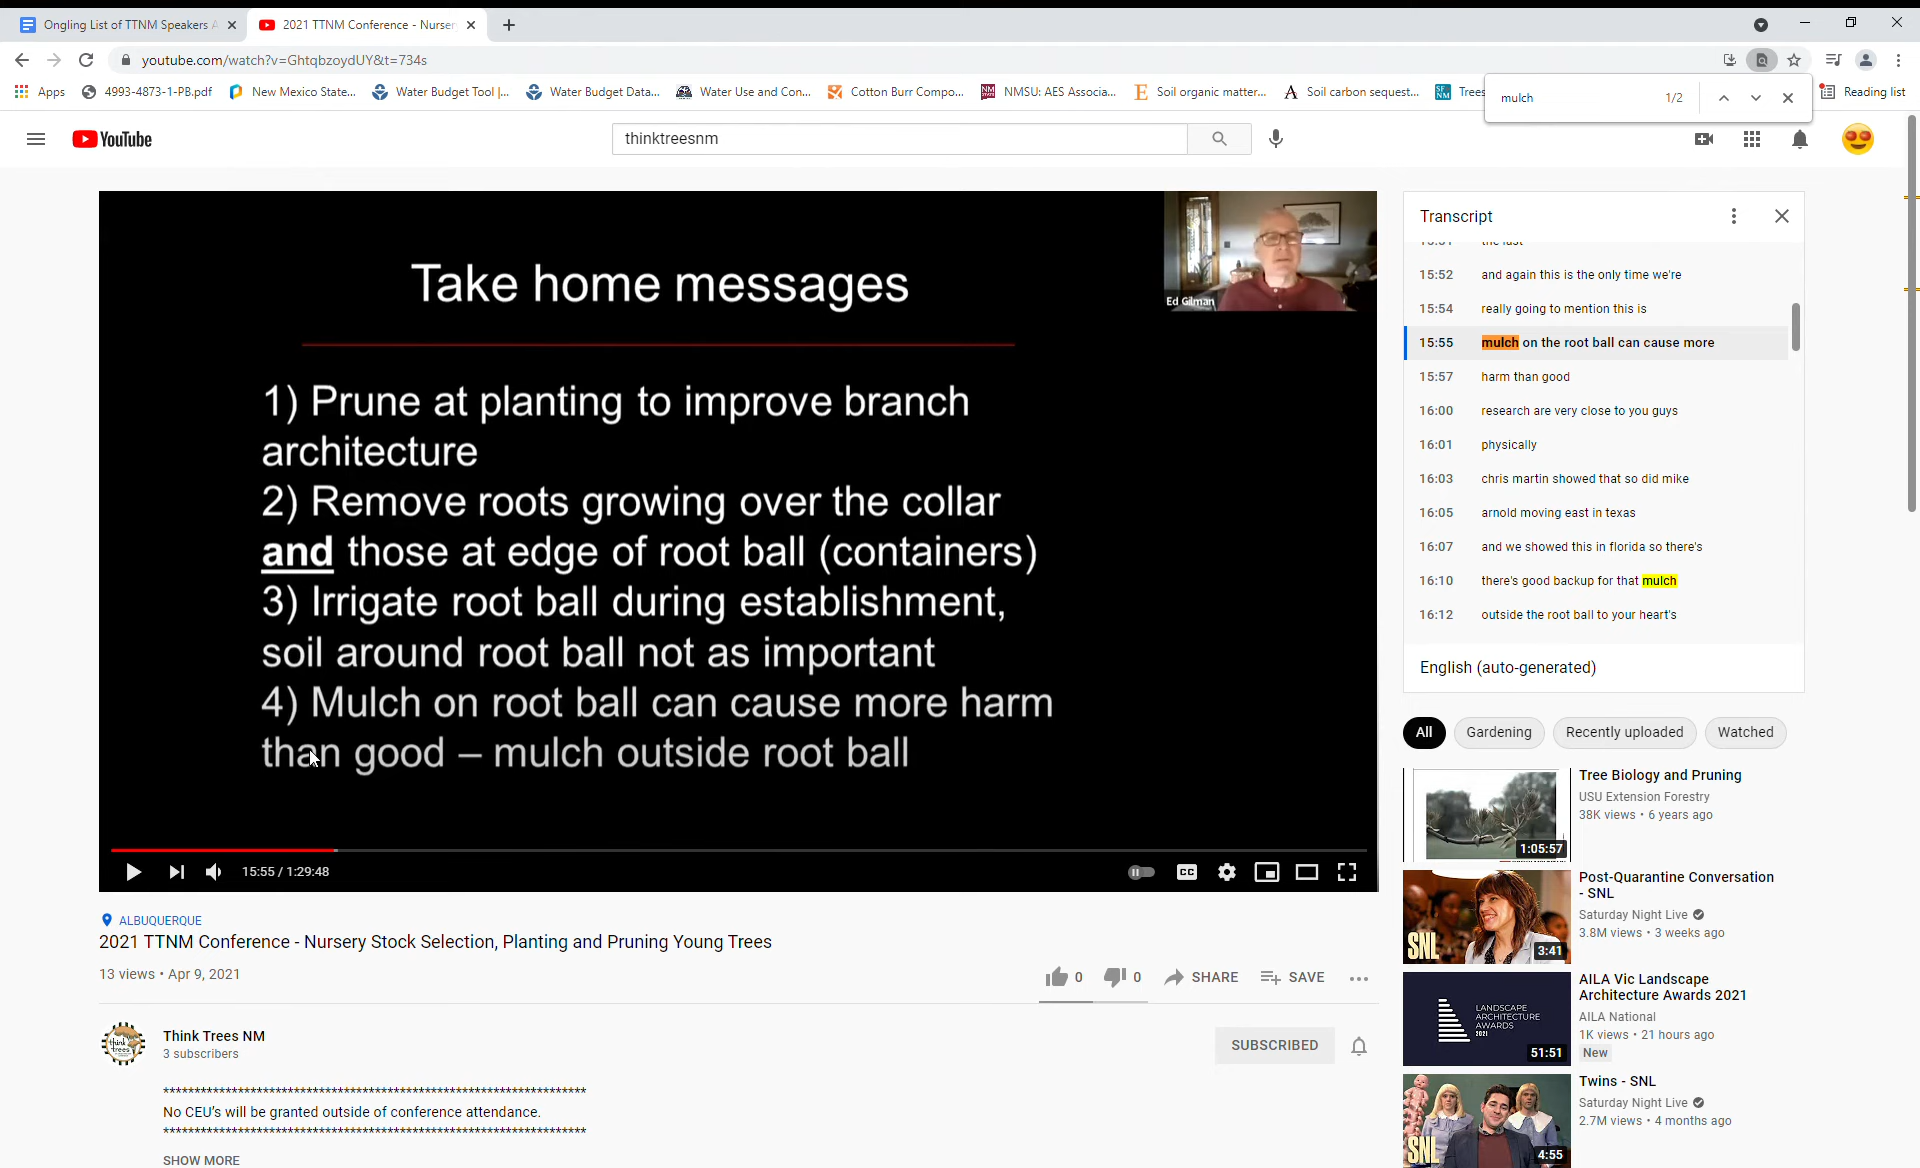 Ongling List of TTNM Speakers A
2021 TTNM Conference - Nurser
youtube.com/watch?v=GhtqbzoydUY&t=734s
Apps
4993-4873-1-PB.pdf
New Mexico State...
Water Budget Tool |...
Water Budget Data...
Water Use and Con...
Cotton Burr Compo...
NMSU: AES Associa...
Soil organic matter...
Soil carbon sequest...
Trees
Reading list
mulch
1/2
YouTube
thinktreesnm
Take home messages
1) Prune at planting to improve branch
architecture
2) Remove roots growing over the collar
and those at edge of root ball (containers)
3) Irrigate root ball during establishment,
soil around root ball not as important
4) Mulch on root ball can cause more harm
than good – mulch outside root ball
Ed Gilman
15:55 / 1:29:48
CC
Transcript
15:52 and again this is the only time we're
15:54 really going to mention this is
15:55 mulch on the root ball can cause more
15:57 harm than good
16:00 research are very close to you guys
16:01 physically
16:03 chris martin showed that so did mike
16:05 arnold moving east in texas
16:07 and we showed this in florida so there's
16:10 there's good backup for that mulch
16:12 outside the root ball to your heart's
English (auto-generated)
ALBUQUERQUE
2021 TTNM Conference - Nursery Stock Selection, Planting and Pruning Young Trees
13 views • Apr 9, 2021
0
0
SHARE
SAVE
Think Trees NM
3 subscribers
SUBSCRIBED
No CEU's will be granted outside of conference attendance.
SHOW MORE
All
Gardening
Recently uploaded
Watched
Tree Biology and Pruning
USU Extension Forestry
38K views • 6 years ago
1:05:57
Post-Quarantine Conversation
- SNL
Saturday Night Live
3.8M views • 3 weeks ago
SNL
3:41
AILA Vic Landscape
Architecture Awards 2021
AILA National
1K views • 21 hours ago
New
LANDSCAPE
ARCHITECTURE
AWARDS
2021
51:51
Twins - SNL
Saturday Night Live
2.7M views • 4 months ago
SNL
4:55